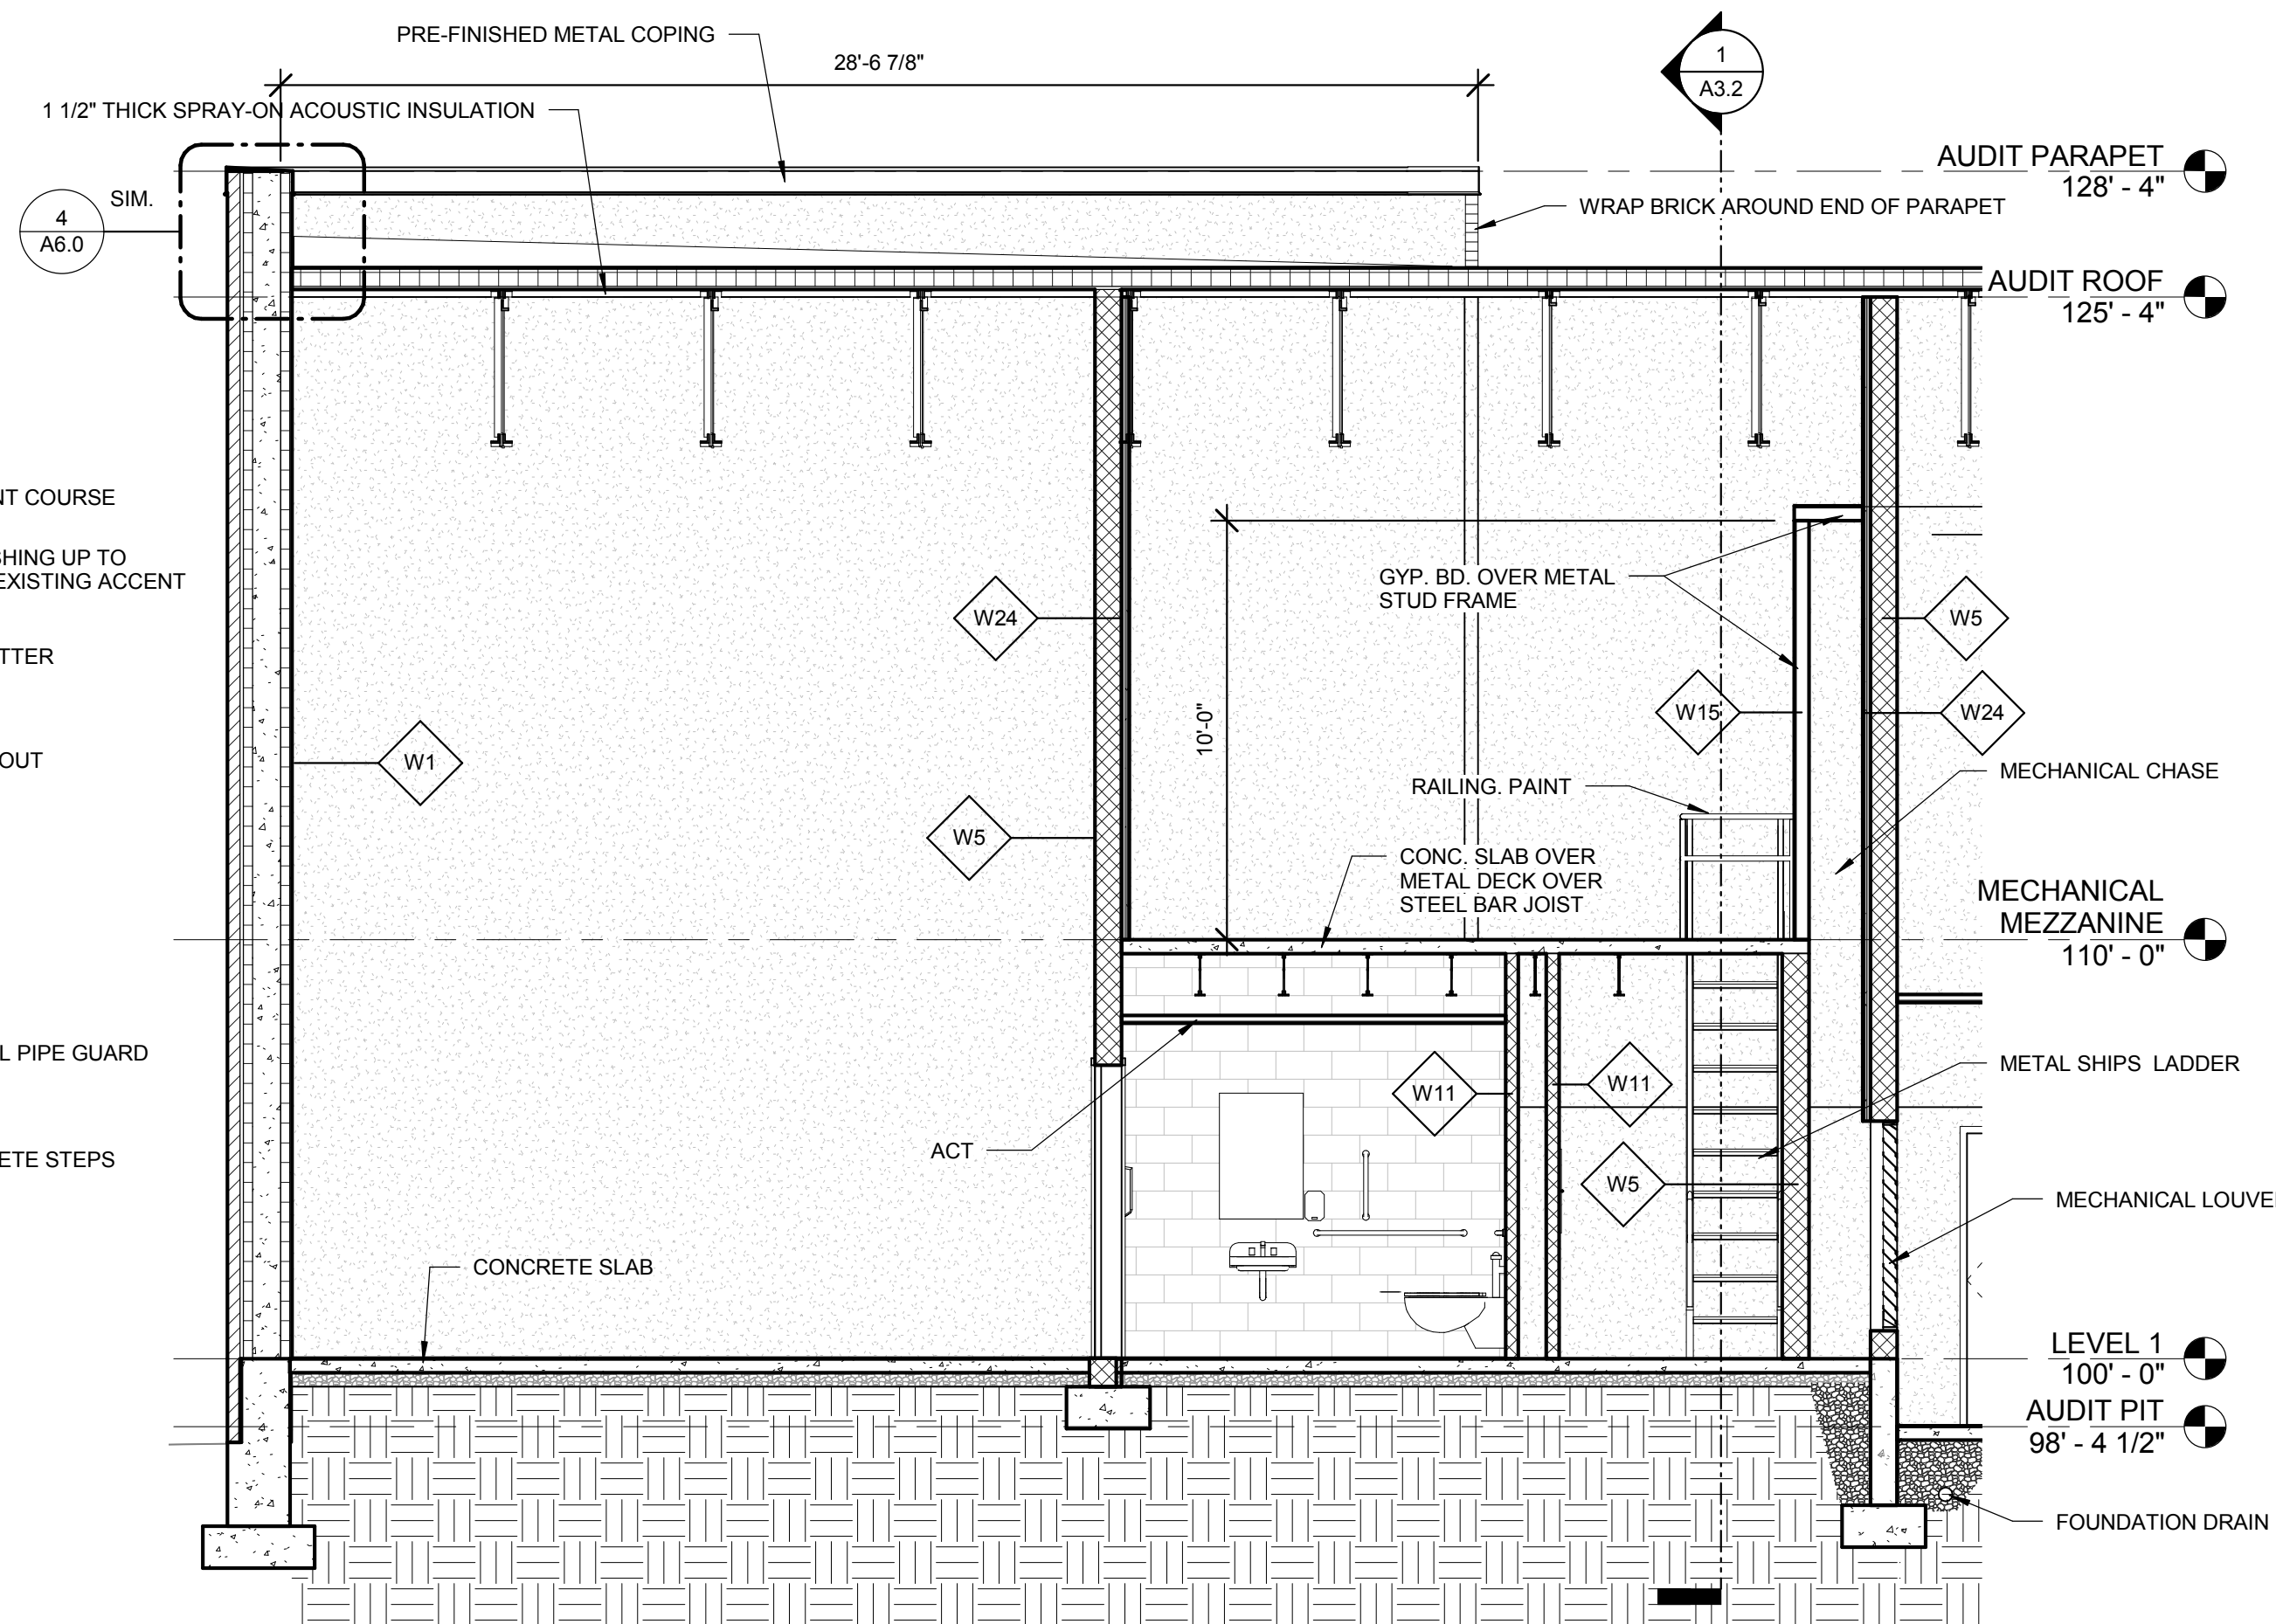 PRE-FINISHED METAL COPING
28'-6 7/8"
1
A3.2
1 1/2" THICK SPRAY-ON ACOUSTIC INSULATION
AUDIT PARAPET
128' - 4"
4
A6.0
SIM.
WRAP BRICK AROUND END OF PARAPET
AUDIT ROOF
125' - 4"
NT COURSE
SHING UP TO
EXISTING ACCENT
GYP. BD. OVER METAL
STUD FRAME
W24
W5
TTER
W15
W24
10'-0"
OUT
W1
MECHANICAL CHASE
RAILING. PAINT
W5
CONC. SLAB OVER
METAL DECK OVER
STEEL BAR JOIST
MECHANICAL
MEZZANINE
110' - 0"
L PIPE GUARD
METAL SHIPS LADDER
W11
W11
ACT
ETE STEPS
W5
MECHANICAL LOUVE
CONCRETE SLAB
LEVEL 1
100' - 0"
AUDIT PIT
98' - 4 1/2"
FOUNDATION DRAIN